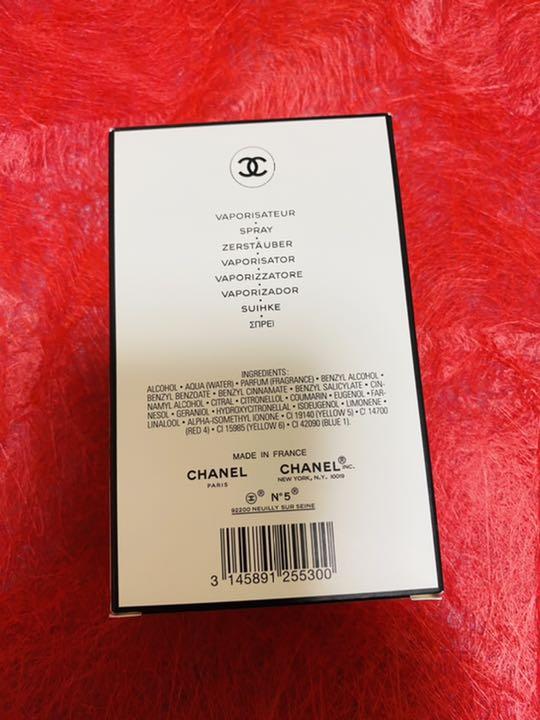 VAPORISATEUR
•
SPRAY
•
ZERSTÄUBER
•
VAPORISATOR
•
VAPORIZZATORE
•
VAPORIZADOR
•
SUIHKE
•
ΣΠΡΕΪ
INGREDIENTS:
ALCOHOL • AQUA (WATER) • PARFUM (FRAGRANCE) • BENZYL ALCOHOL •
BENZYL BENZOATE • BENZYL CINNAMATE • BENZYL SALICYLATE • CIN-
NAMYL ALCOHOL • CITRAL • CITRONELLOL • COUMARIN • EUGENOL • FAR-
NESOL • GERANIOL • HYDROXYCITRONELLAL • ISOEUGENOL • LIMONENE •
LINALOOL • ALPHA-ISOMETHYL IONONE • CI 19140 (YELLOW 5) • CI 14700
(RED 4) • CI 15985 (YELLOW 6) • CI 42090 (BLUE 1).
MADE IN FRANCE
CHANEL CHANEL® INC.
PARIS NEW YORK, N.Y. 10019
® N°5®
92200 NEUILLY SUR SEINE
3 145891 255300